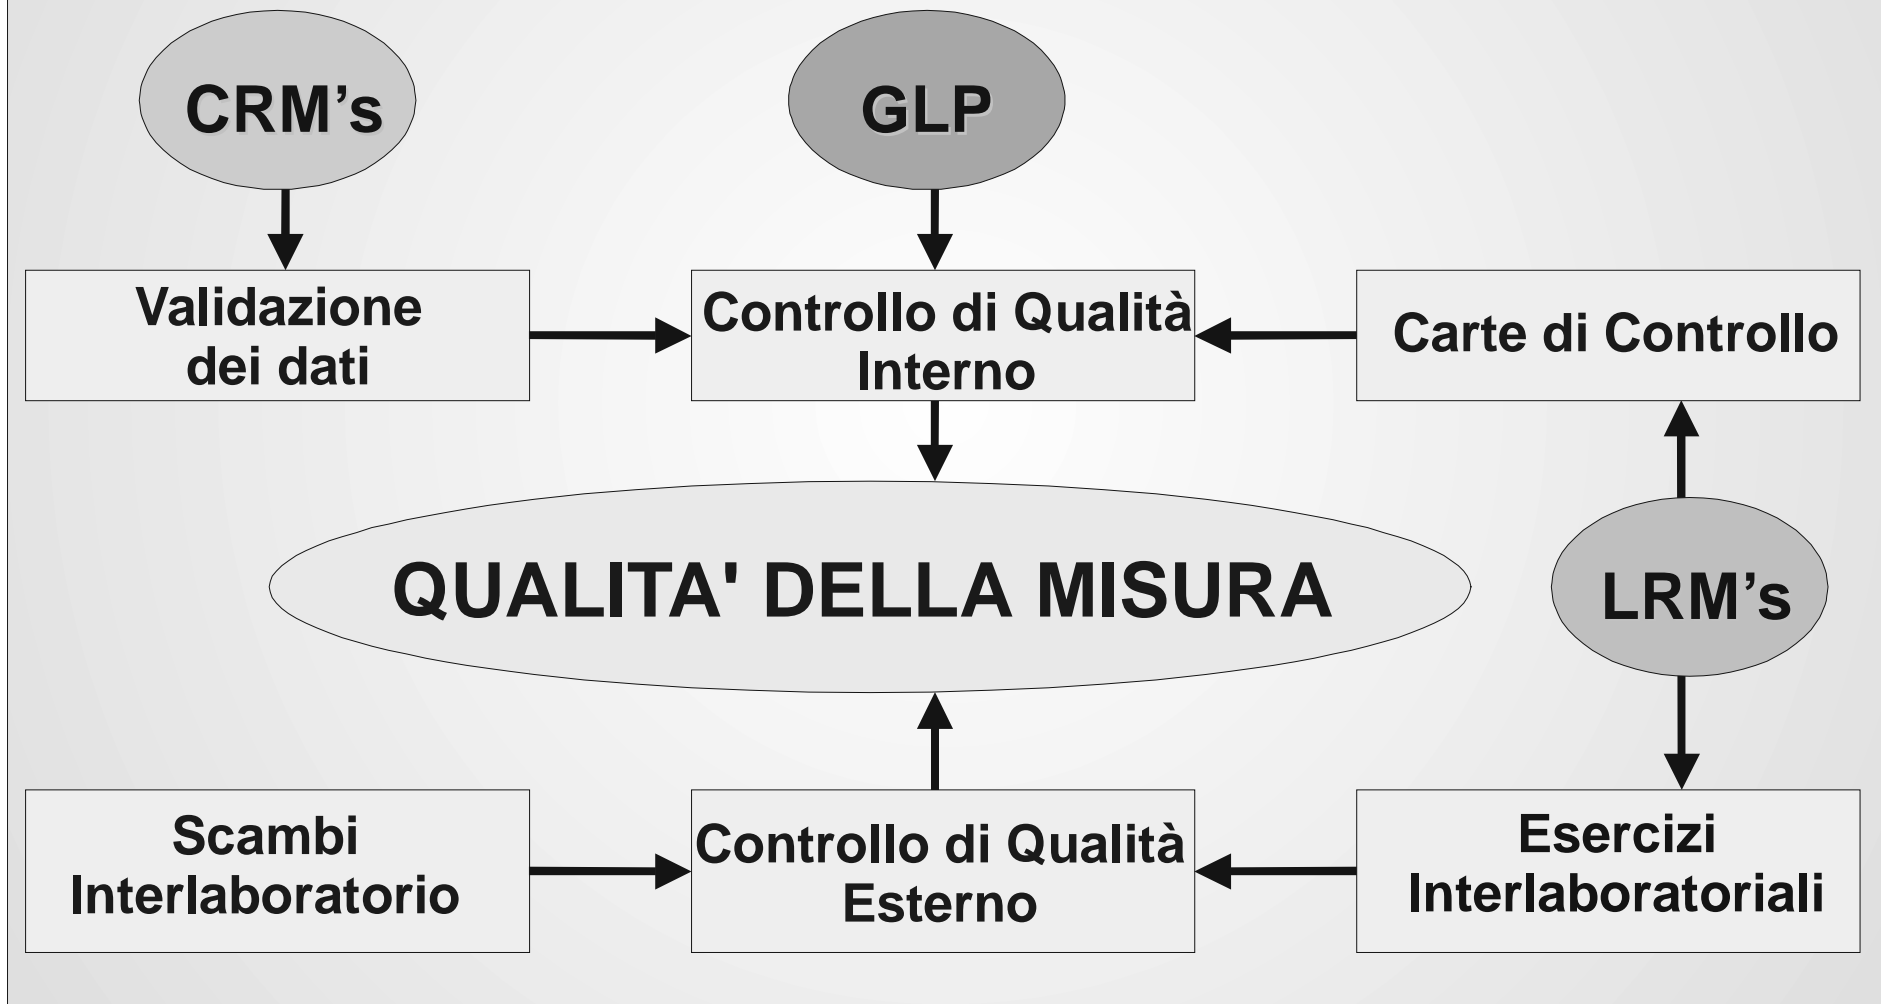 CRM’s
GLP
Validazione
dei dati
Controllo di Qualità
Interno
Carte di Controllo
QUALITA' DELLA MISURA
LRM’s
Scambi
Interlaboratorio
Controllo di Qualità
Esterno
Esercizi
Interlaboratoriali